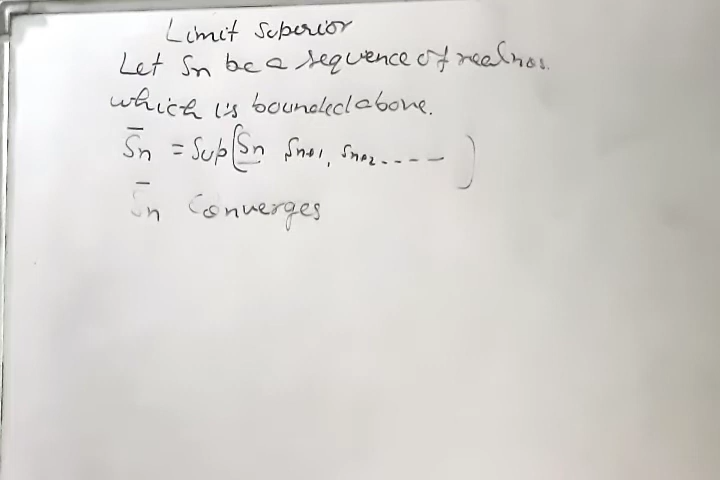 Limit Superior
Let Sn be a sequence of real nos.
which is bounded above.
S̄n = Sup{Sn Sn+1, Sn+2 ..... }
S̄n Converges